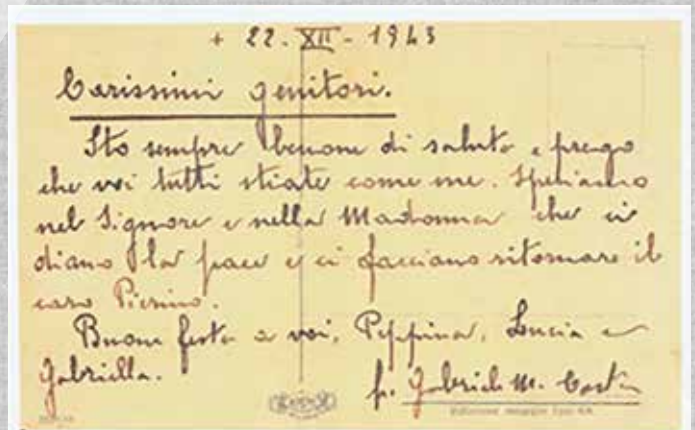 + 22 - XII - 1943
Carissimi genitori.
Sto sempre benone di salute e prego
che voi tutti stiate come me. Speriamo
nel Signore e nella Madonna che ci
diano la pace e ci facciano ritornare il
caro Pierino.
Buone feste a voi, Peppina, Lucia e
Gabriella.
p. Gabriele M.